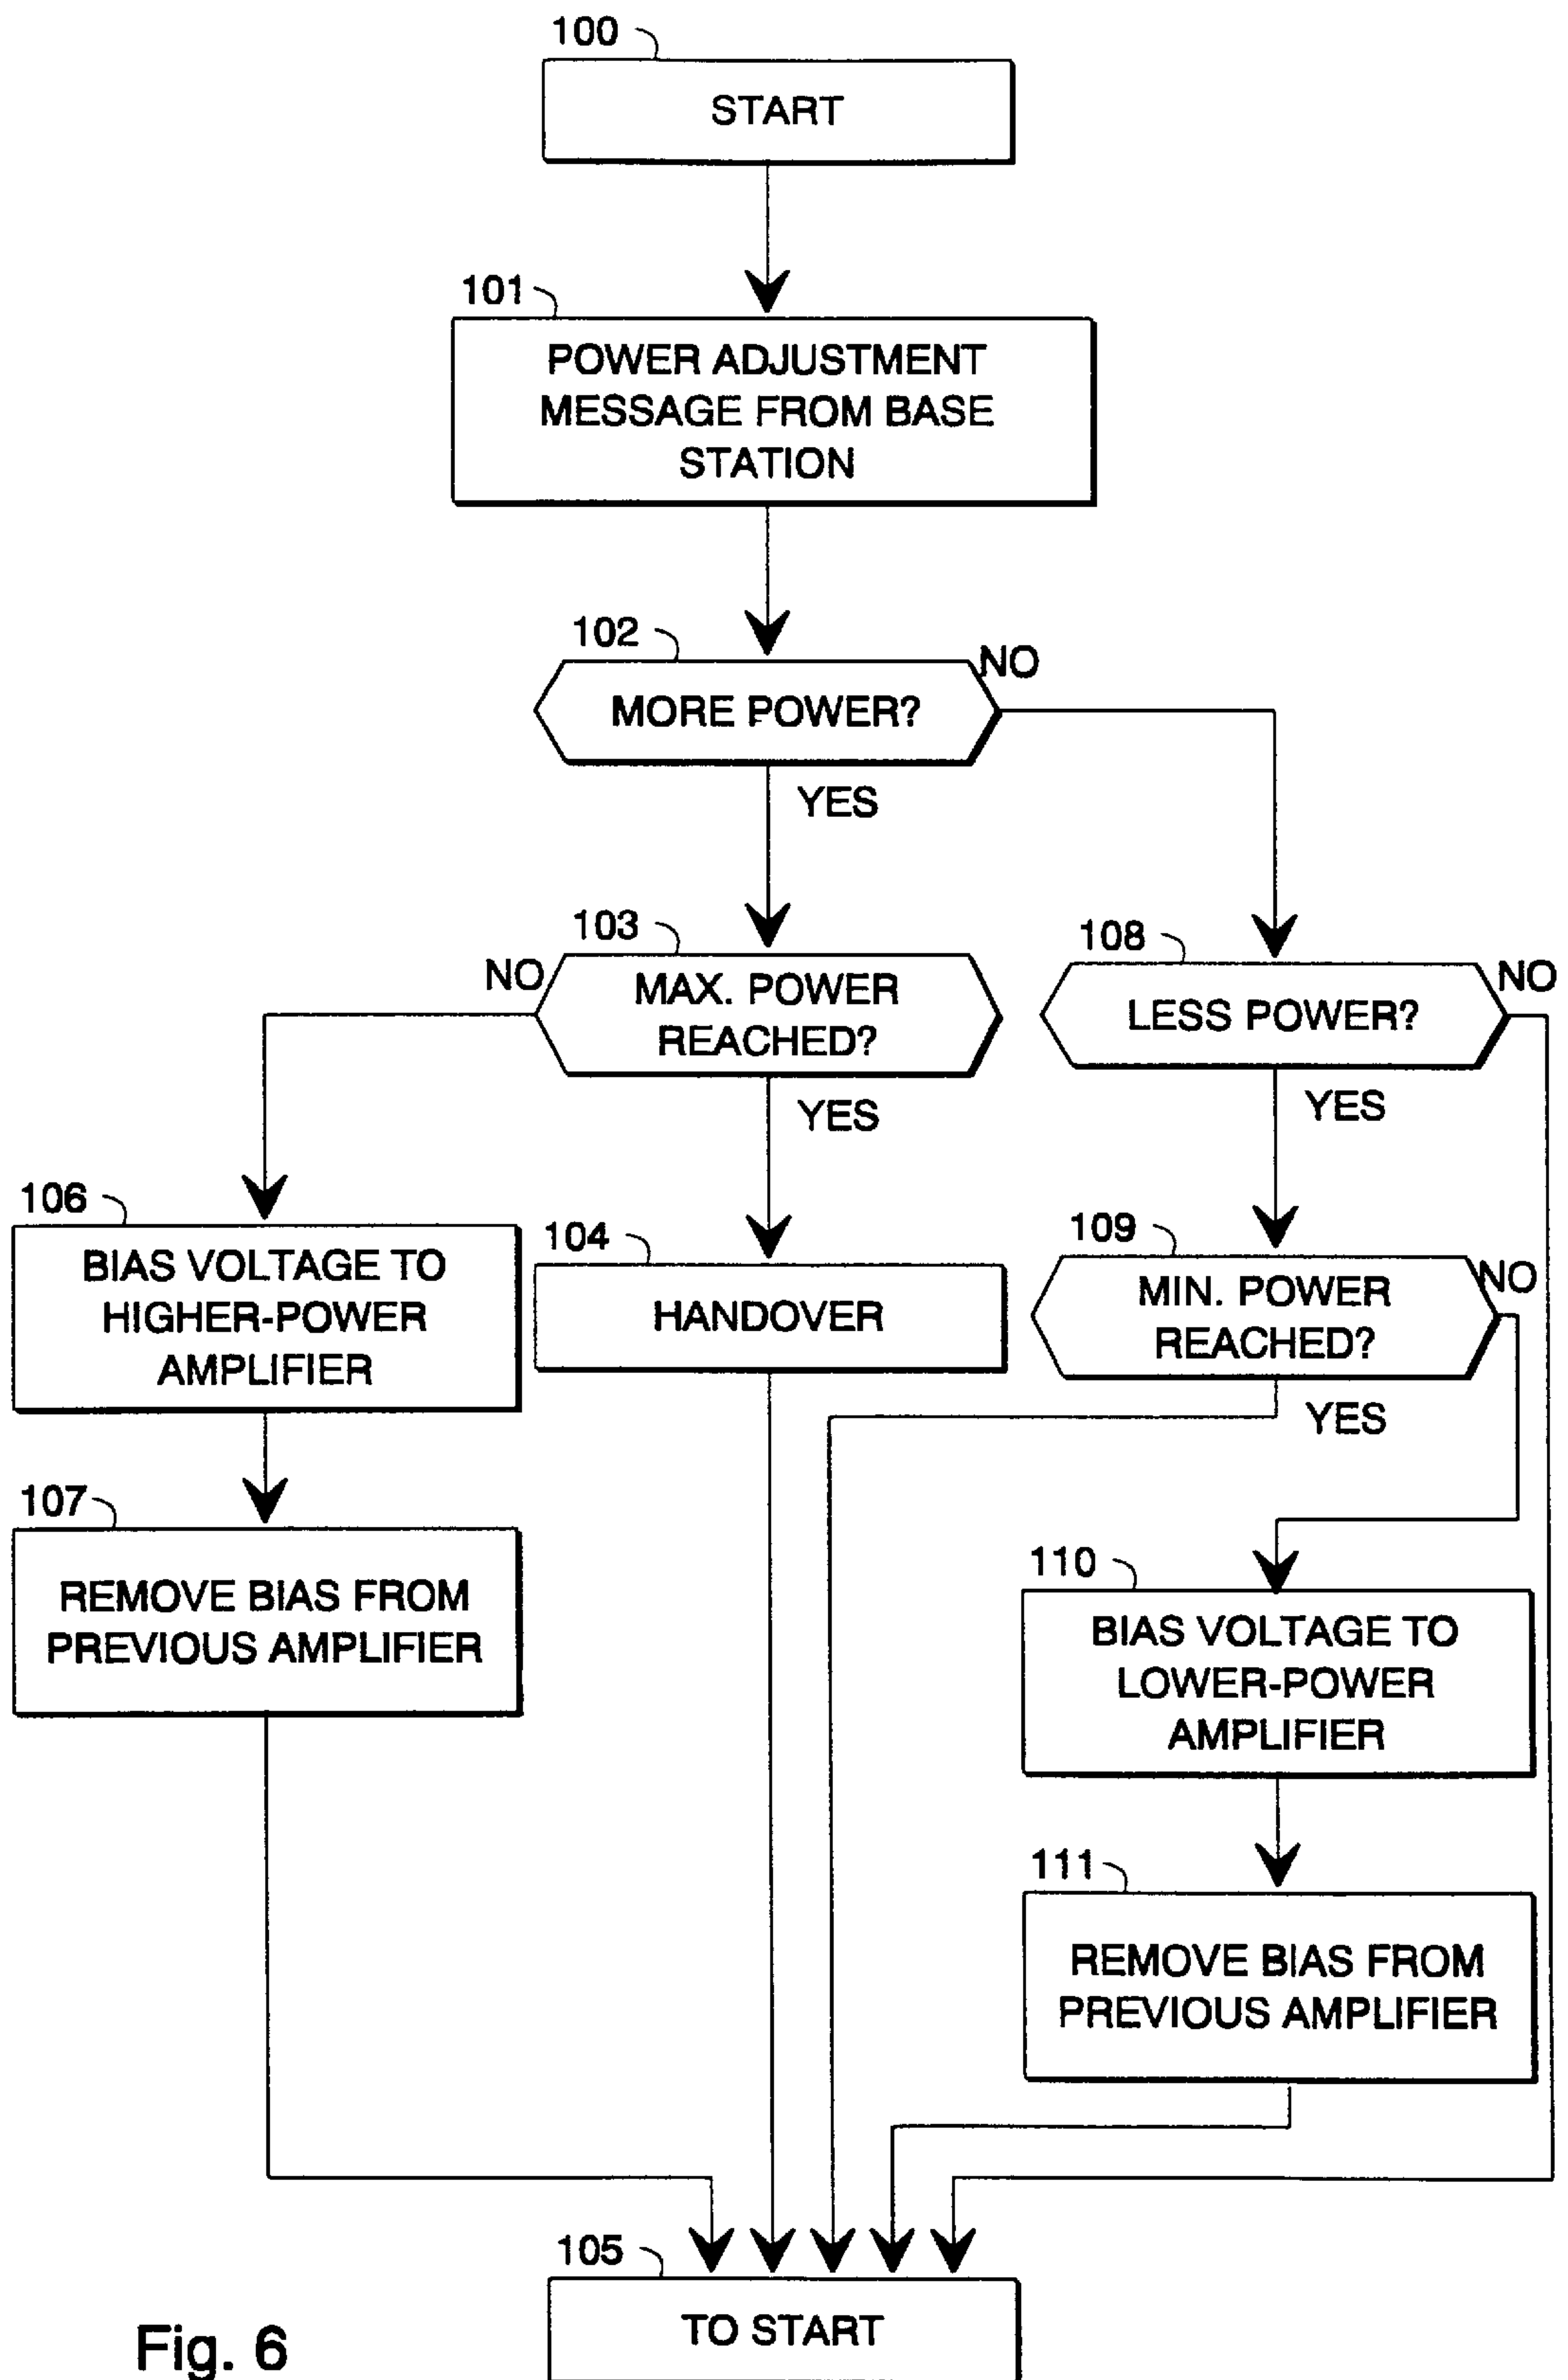 100
START
101
POWER ADJUSTMENT
MESSAGE FROM BASE
STATION
102
MORE POWER?
NO
YES
103
NO
MAX. POWER
REACHED?
YES
108
LESS POWER?
NO
YES
106
BIAS VOLTAGE TO
HIGHER-POWER
AMPLIFIER
104
HANDOVER
109
MIN. POWER
REACHED?
NO
YES
107
REMOVE BIAS FROM
PREVIOUS AMPLIFIER
110
BIAS VOLTAGE TO
LOWER-POWER
AMPLIFIER
111
REMOVE BIAS FROM
PREVIOUS AMPLIFIER
105
TO START
Fig. 6